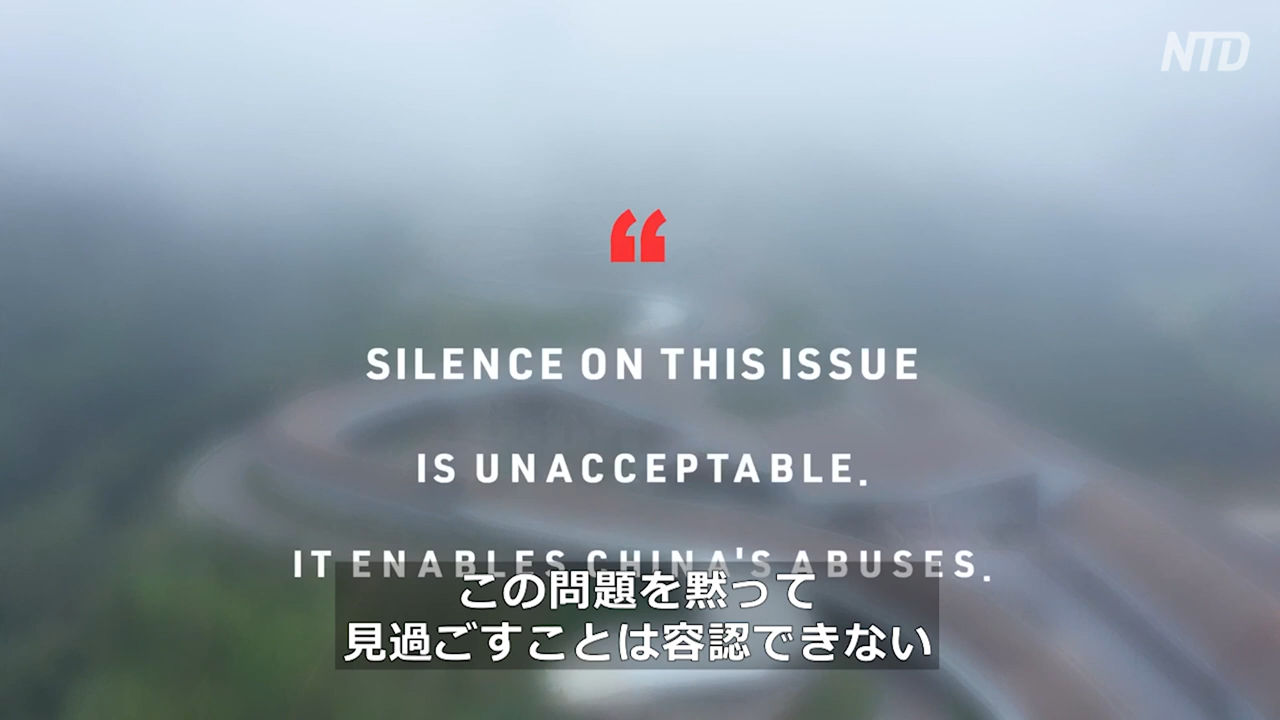 NTD
“
SILENCE ON THIS ISSUE
IS UNACCEPTABLE.
IT ENABLES CHINA'S ABUSES.
この問題を黙って
見過ごすことは容認できない